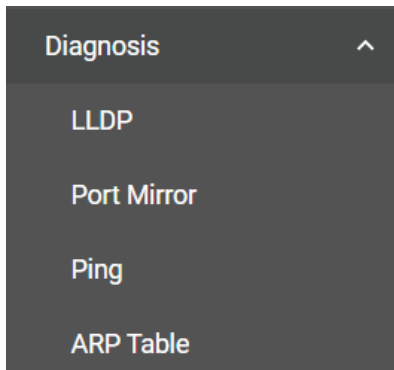 Diagnosis
LLDP
Port Mirror
Ping
ARP Table